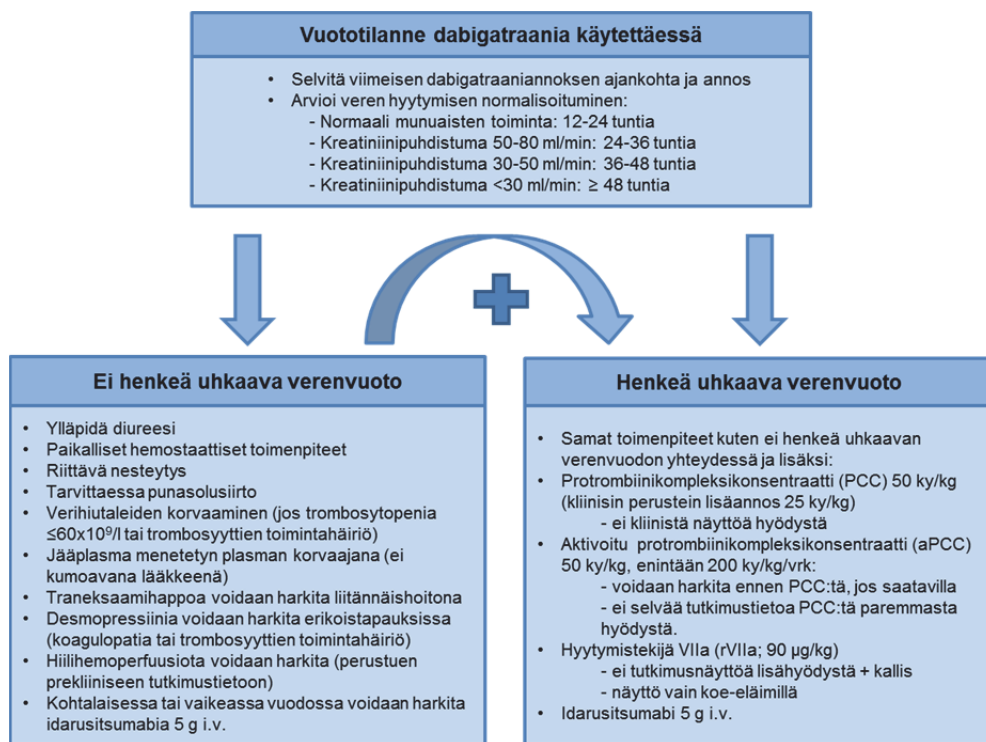 Vuototilanne dabigatraania käytettäessä
• Selvitä viimeisen dabigatraaniannoksen ajankohta ja annos
• Arvioi veren hyytymisen normalisoituminen:
- Normaali munuaisten toiminta: 12-24 tuntia
- Kreatiniinipuhdistuma 50-80 ml/min: 24-36 tuntia
- Kreatiniinipuhdistuma 30-50 ml/min: 36-48 tuntia
- Kreatiniinipuhdistuma <30 ml/min: ≥ 48 tuntia
Ei henkeä uhkaava verenvuoto
• Ylläpidä diureesi
• Paikalliset hemostaattiset toimenpiteet
• Riittävä nesteytys
• Tarvittaessa punasolusiirto
• Verihiutaleiden korvaaminen (jos trombosytopenia
≤60x10⁹/l tai trombosyyttien toimintahäiriö)
• Jääplasma menetetyn plasman korvaajana (ei
kumoavana lääkkeenä)
• Traneksaamihappoa voidaan harkita liitännäishoitona
• Desmopressiinia voidaan harkita erikoistapauksissa
(koagulopatia tai trombosyyttien toimintahäiriö)
• Hiilihemoperfuusiota voidaan harkita (perustuen
prekliiniseen tutkimustietoon)
• Kohtalaisessa tai vaikeassa vuodossa voidaan harkita
idarusitsumabia 5 g i.v.
Henkeä uhkaava verenvuoto
• Samat toimenpiteet kuten ei henkeä uhkaavan
verenvuodon yhteydessä ja lisäksi:
• Protrombiinikompleksikonsentraatti (PCC) 50 ky/kg
(kliinisin perustein lisäannos 25 ky/kg)
- ei kliinistä näyttöä hyödystä
• Aktivoitu protrombiinikompleksikonsentraatti (aPCC)
50 ky/kg, enintään 200 ky/kg/vrk:
- voidaan harkita ennen PCC:tä, jos saatavilla
- ei selvää tutkimustietoa PCC:tä paremmasta
hyödystä.
• Hyytymistekijä VIIa (rVIIa; 90 µg/kg)
- ei tutkimusnäyttöä lisähyödystä + kallis
- näyttö vain koe-eläimillä
• Idarusitsumabi 5 g i.v.